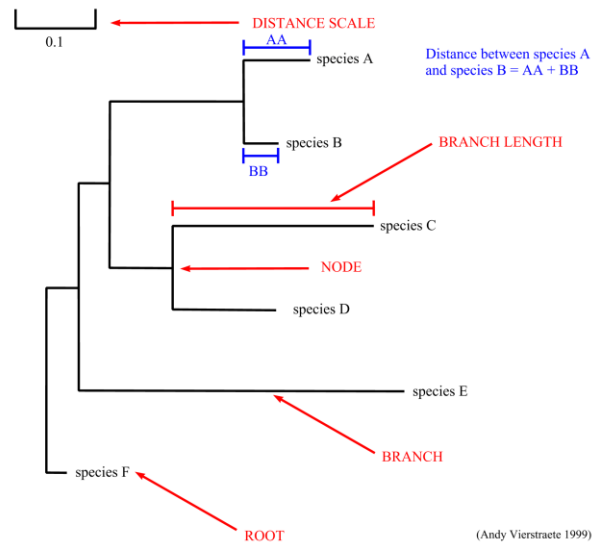 DISTANCE SCALE
0.1
AA
species A
Distance between species A
and species B = AA + BB
species B
BB
BRANCH LENGTH
species C
NODE
species D
species E
BRANCH
species F
ROOT
(Andy Vierstraete 1999)